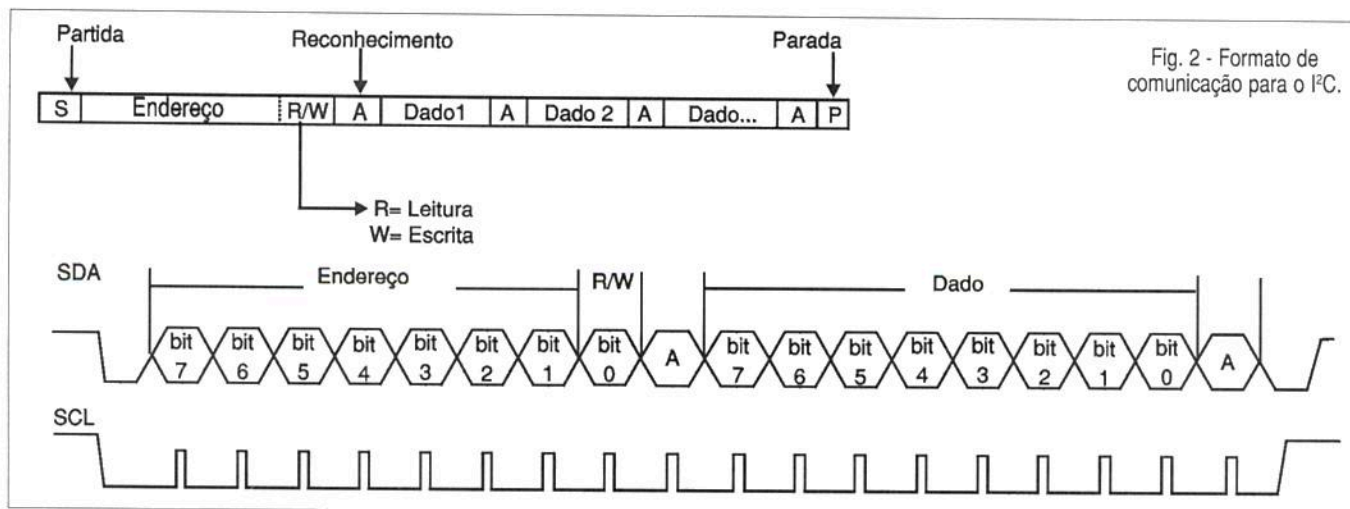 Partida
Reconhecimento
Parada
Fig. 2 - Formato de
comunicação para o I²C.
S Endereço R/W A Dado1 A Dado 2 A Dado... A P
R= Leitura
W= Escrita
SDA
Endereço R/W Dado
bit bit bit bit bit bit bit bit A bit bit bit bit bit bit bit bit A
7 6 5 4 3 2 1 0 7 6 5 4 3 2 1 0
SCL